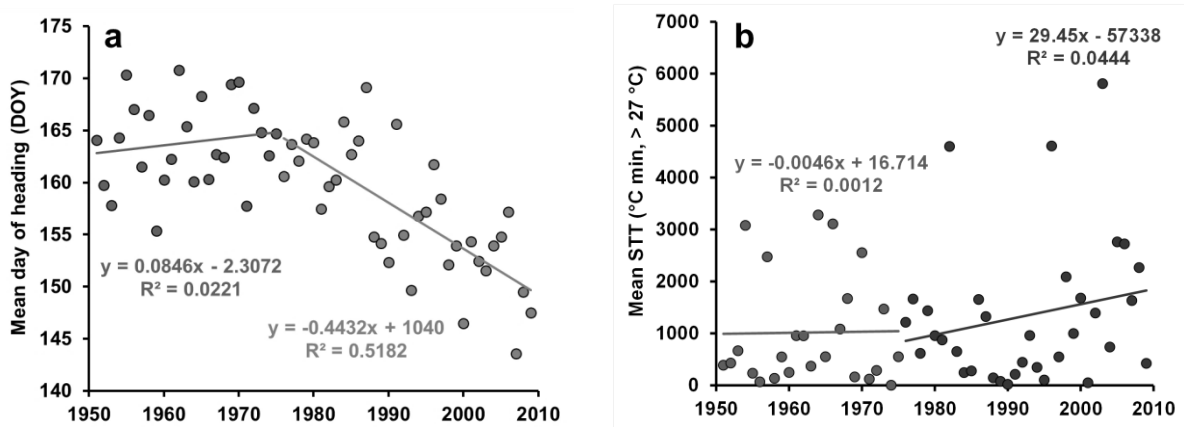 a
Mean day of heading (DOY)
175
170
165
160
155
150
145
140
y = 0.0846x - 2.3072
R² = 0.0221
y = -0.4432x + 1040
R² = 0.5182
1950 1960 1970 1980 1990 2000 2010
b
Mean STT (°C min, > 27 °C)
7000
6000
5000
4000
3000
2000
1000
0
y = 29.45x - 57338
R² = 0.0444
y = -0.0046x + 16.714
R² = 0.0012
1950 1960 1970 1980 1990 2000 2010